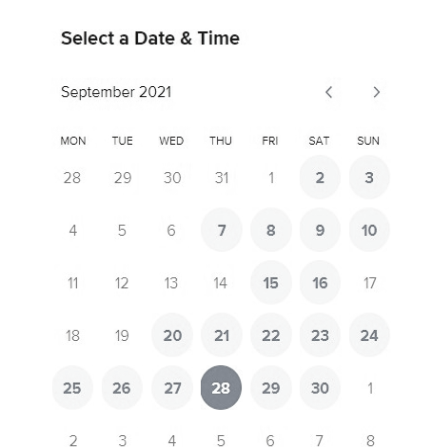 Select a Date & Time
September 2021
MON TUE WED THU FRI SAT SUN
28 29 30 31 1 2 3
4 5 6 7 8 9 10
11 12 13 14 15 16 17
18 19 20 21 22 23 24
25 26 27 28 29 30 1
2 3 4 5 6 7 8